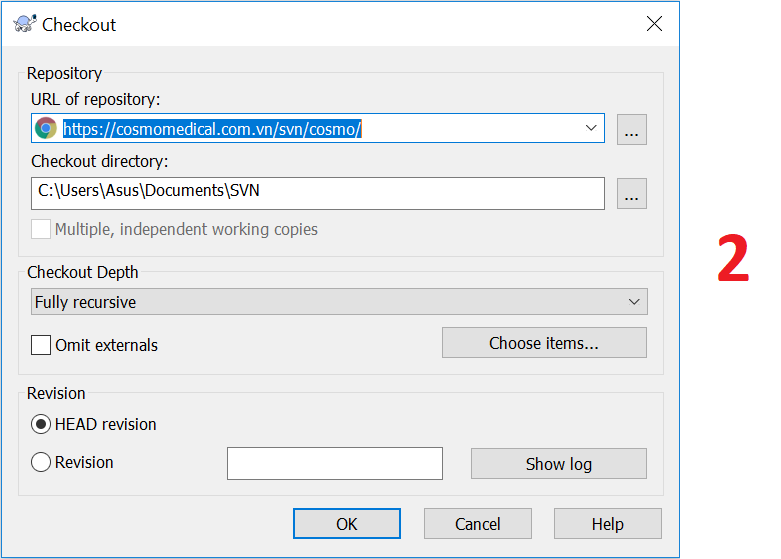 Checkout
Repository
URL of repository:
https://cosmomedical.com.vn/svn/cosmo/
...
Checkout directory:
C:\Users\Asus\Documents\SVN
...
Multiple, independent working copies
2
Checkout Depth
Fully recursive
Omit externals
Choose items...
Revision
HEAD revision
Revision
Show log
OK
Cancel
Help